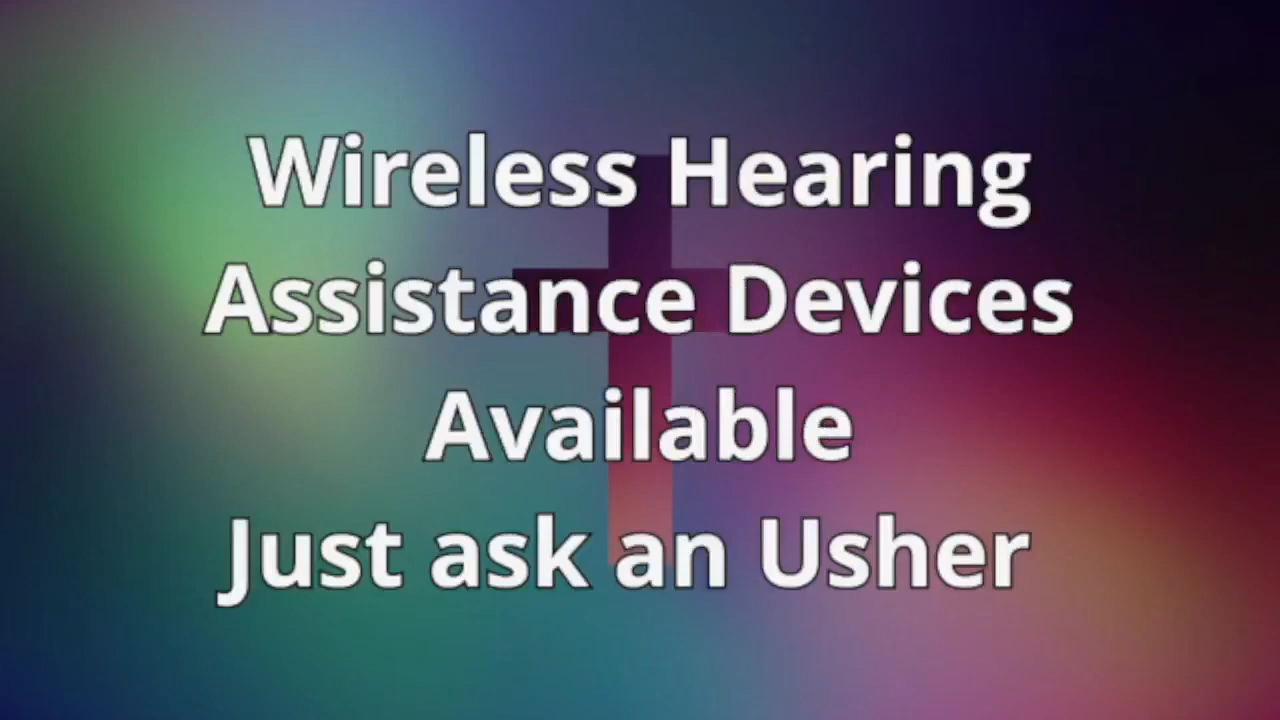 Wireless Hearing
Assistance Devices
Available
Just ask an Usher